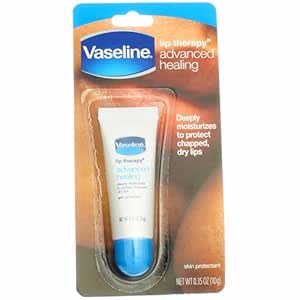 Vaseline®
lip therapy®
advanced
healing
Deeply
moisturizes
to protect
chapped,
dry lips
Vaseline
lip therapy®
advanced
healing
skin protectant
NET WT 0.35 OZ (10g)